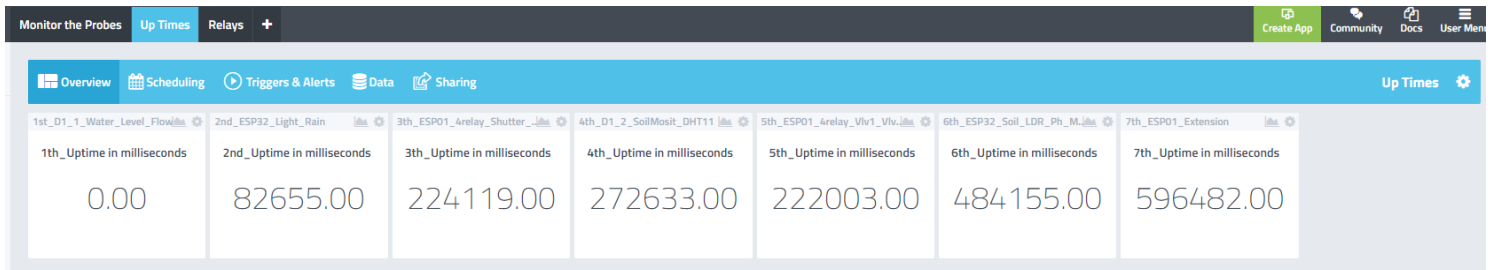 Monitor the Probes Up Times Relays +
Create App Community Docs User Menu
Overview Scheduling Triggers & Alerts Data Sharing Up Times
1st_D1_1_Water_Level_Flow 2nd_ESP32_Light_Rain 3th_ESP01_4relay_Shutter_... 4th_D1_2_SoilMosit_DHT11 5th_ESP01_4relay_Vlv1_Vlv... 6th_ESP32_Soil_LDR_Ph_M... 7th_ESP01_Extension
1th_Uptime in milliseconds 2nd_Uptime in milliseconds 3th_Uptime in milliseconds 4th_Uptime in milliseconds 5th_Uptime in milliseconds 6th_Uptime in milliseconds 7th_Uptime in milliseconds
0.00 82655.00 224119.00 272633.00 222003.00 484155.00 596482.00